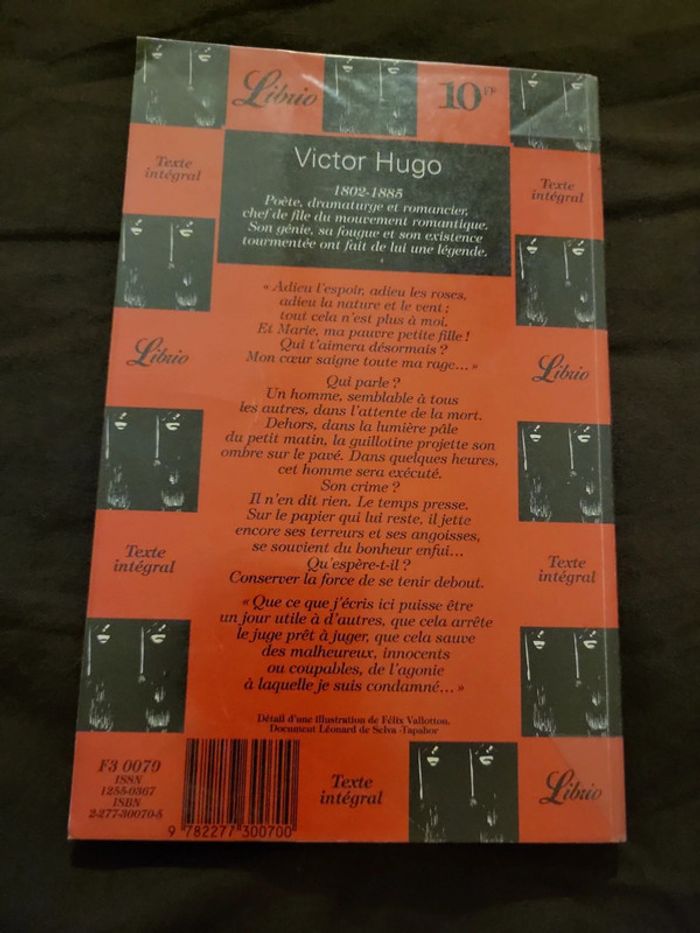 Librio
10FF
Victor Hugo
1802-1885
Poète, dramaturge et romancier,
chef de file du mouvement romantique.
Son génie, sa fougue et son existence
tourmentée ont fait de lui une légende.
Texte
intégral
Texte
intégral
« Adieu l'espoir, adieu les roses,
adieu la nature et le vent ;
tout cela n'est plus à moi.
Et Marie, ma pauvre petite fille !
Qui t'aimera désormais ?
Mon cœur saigne toute ma rage... »
Librio
Librio
Qui parle ?
Un homme, semblable à tous
les autres, dans l'attente de la mort.
Dehors, dans la lumière pâle
du petit matin, la guillotine projette son
ombre sur le pavé. Dans quelques heures,
cet homme sera exécuté.
Son crime ?
Il n'en dit rien. Le temps presse.
Sur le papier qui lui reste, il jette
encore ses terreurs et ses angoisses,
se souvient du bonheur enfui...
Qu'espère-t-il ?
Conserver la force de se tenir debout.
Texte
intégral
Texte
intégral
« Que ce que j'écris ici puisse être
un jour utile à d'autres, que cela arrête
le juge prêt à juger, que cela sauve
des malheureux, innocents
ou coupables, de l'agonie
à laquelle je suis condamné... »
Détail d'une illustration de Félix Vallotton.
Document Léonard de Selva -Tapabor
F3 0079
ISSN
1255-0367
ISBN
2-277-30070-5
9 782277 300700
Texte
intégral
Librio